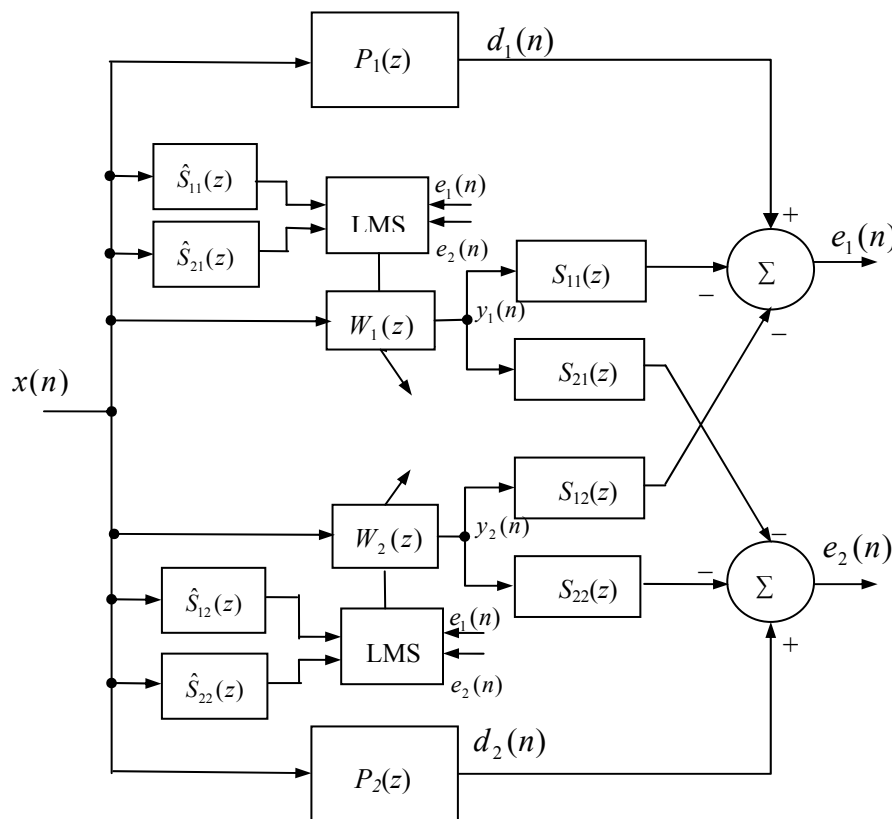 P₁(z)
d₁(n)
Ŝ₁₁(z)
e₁(n)
LMS
Ŝ₂₁(z)
e₂(n)
+
e₁(n)
Σ
S₁₁(z)
−
−
W₁(z)
y₁(n)
x(n)
S₂₁(z)
S₁₂(z)
W₂(z)
y₂(n)
−
e₂(n)
−
Σ
S₂₂(z)
Ŝ₁₂(z)
e₁(n)
LMS
+
Ŝ₂₂(z)
e₂(n)
d₂(n)
P₂(z)